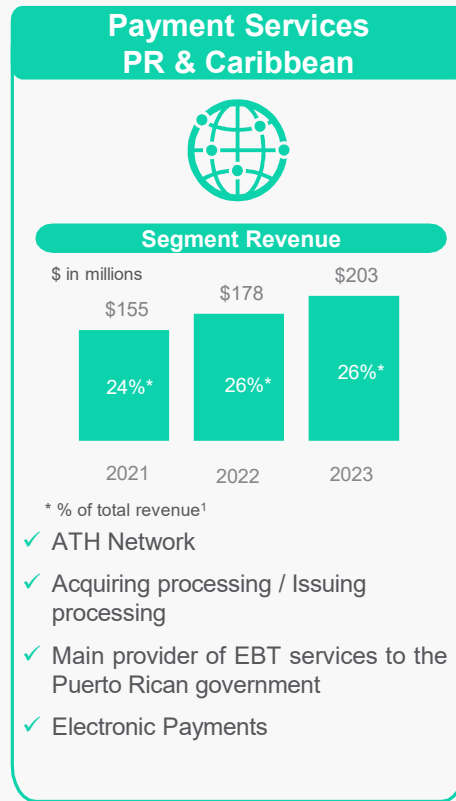 Payment Services
PR & Caribbean
Segment Revenue
$ in millions
$155
$178
$203
24%*
26%*
26%*
2021
2022
2023
* % of total revenue¹
✓ ATH Network
✓ Acquiring processing / Issuing
processing
✓ Main provider of EBT services to the
Puerto Rican government
✓ Electronic Payments